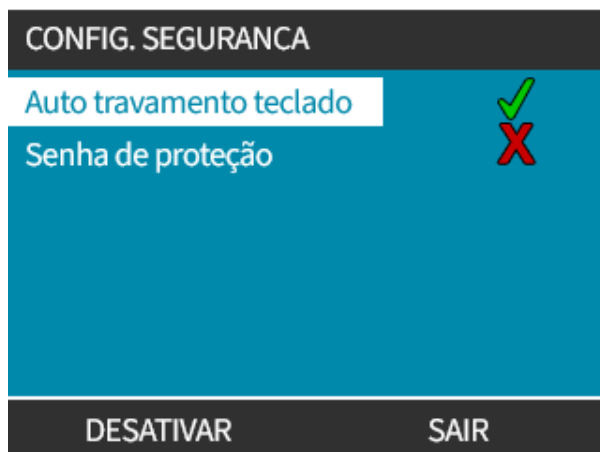 CONFIG. SEGURANCA
Auto travamento teclado
Senha de proteção
DESATIVAR SAIR